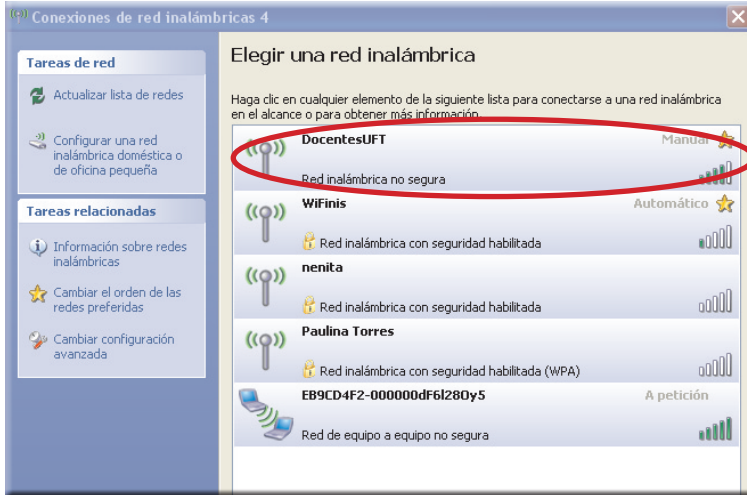 Conexiones de red inalámbricas 4
Tareas de red
Actualizar lista de redes
Configurar una red
inalámbrica doméstica o
de oficina pequeña
Tareas relacionadas
Información sobre redes
inalámbricas
Cambiar el orden de las
redes preferidas
Cambiar configuración
avanzada
Elegir una red inalámbrica
Haga clic en cualquier elemento de la siguiente lista para conectarse a una red inalámbrica
en el alcance o para obtener más información.
DocentesUFT Manual
Red inalámbrica no segura
WiFinis Automático
Red inalámbrica con seguridad habilitada
nenita
Red inalámbrica con seguridad habilitada
Paulina Torres
Red inalámbrica con seguridad habilitada (WPA)
EB9CD4F2-000000dF6l28Oy5 A petición
Red de equipo a equipo no segura